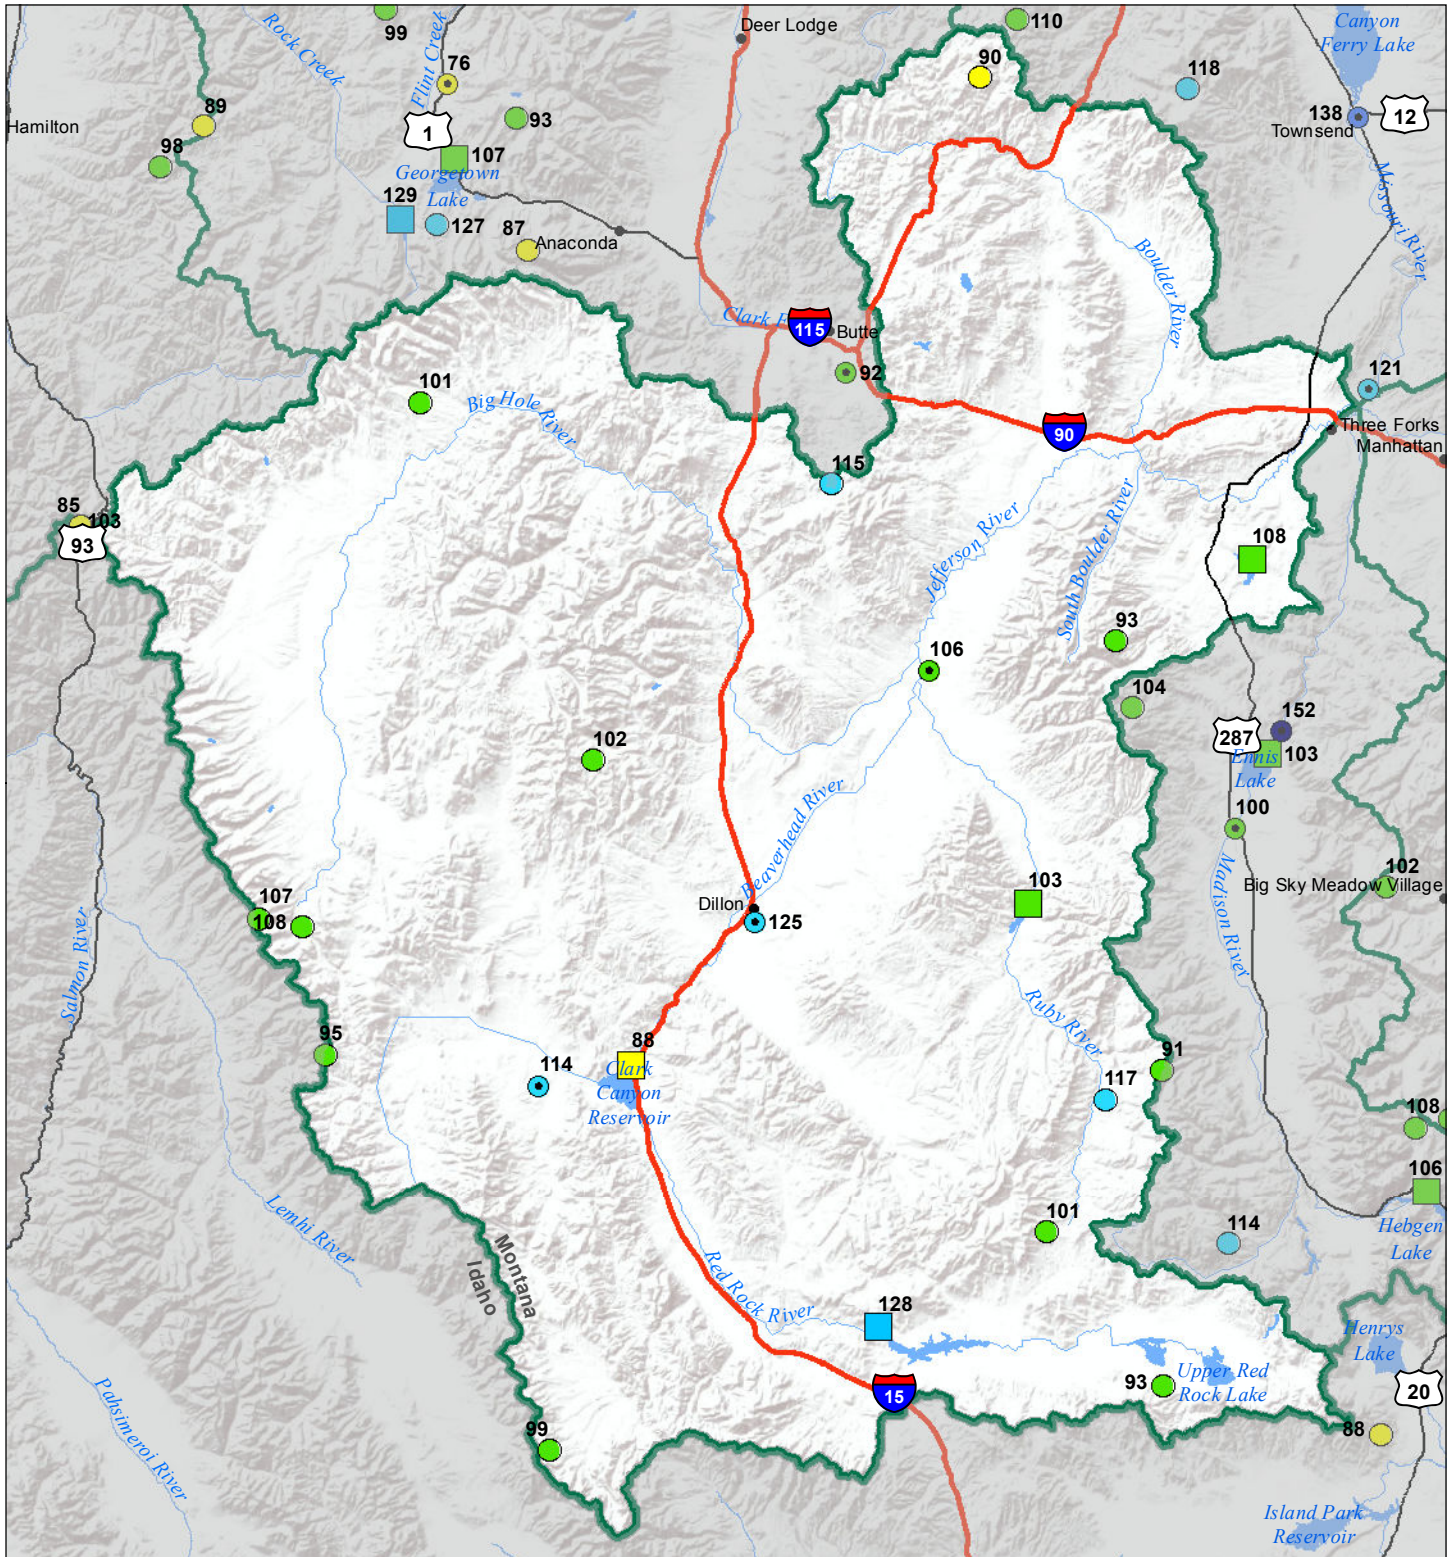 Rock Creek
99
Flint Creek
76
Deer Lodge
110
90
118
Canyon
Ferry Lake
138
12
Townsend
Hamilton
89
93
1
98
107
Georgetown
Lake
129
127
87
Anaconda
Missouri River
Boulder River
115
Butte
92
101
Big Hole River
121
90
Three Forks
Manhattan
115
85
103
93
Jefferson River
South Boulder River
108
93
106
104
152
287
103
Ennis
Lake
102
100
Beaverhead River
102
Big Sky Meadow Village
103
Dillon
125
107
108
Madison River
Salmon River
Ruby River
95
88
Clark
Canyon
Reservoir
114
91
117
108
106
Hebgen
Lake
114
101
Lemhi River
Montana
Idaho
Red Rock River
128
Henrys
Lake
20
Upper Red
Rock Lake
93
15
88
99
Pahsimeroi River
Island Park
Reservoir